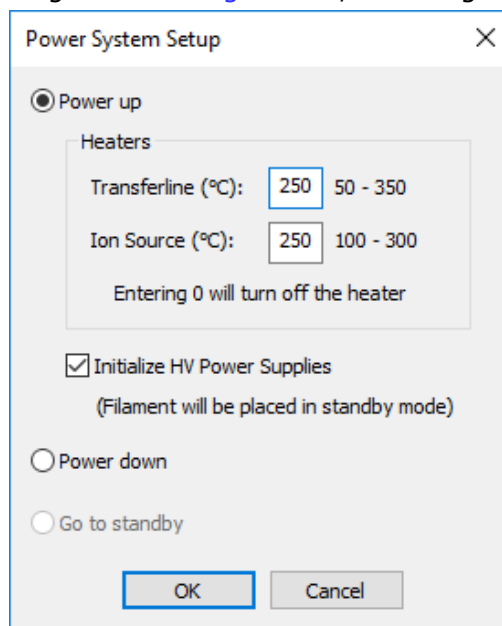 Power System Setup
Power up
Heaters
Transferline (ºC): 250 50 - 350
Ion Source (ºC): 250 100 - 300
Entering 0 will turn off the heater
Initialize HV Power Supplies
(Filament will be placed in standby mode)
Power down
Go to standby
OK Cancel